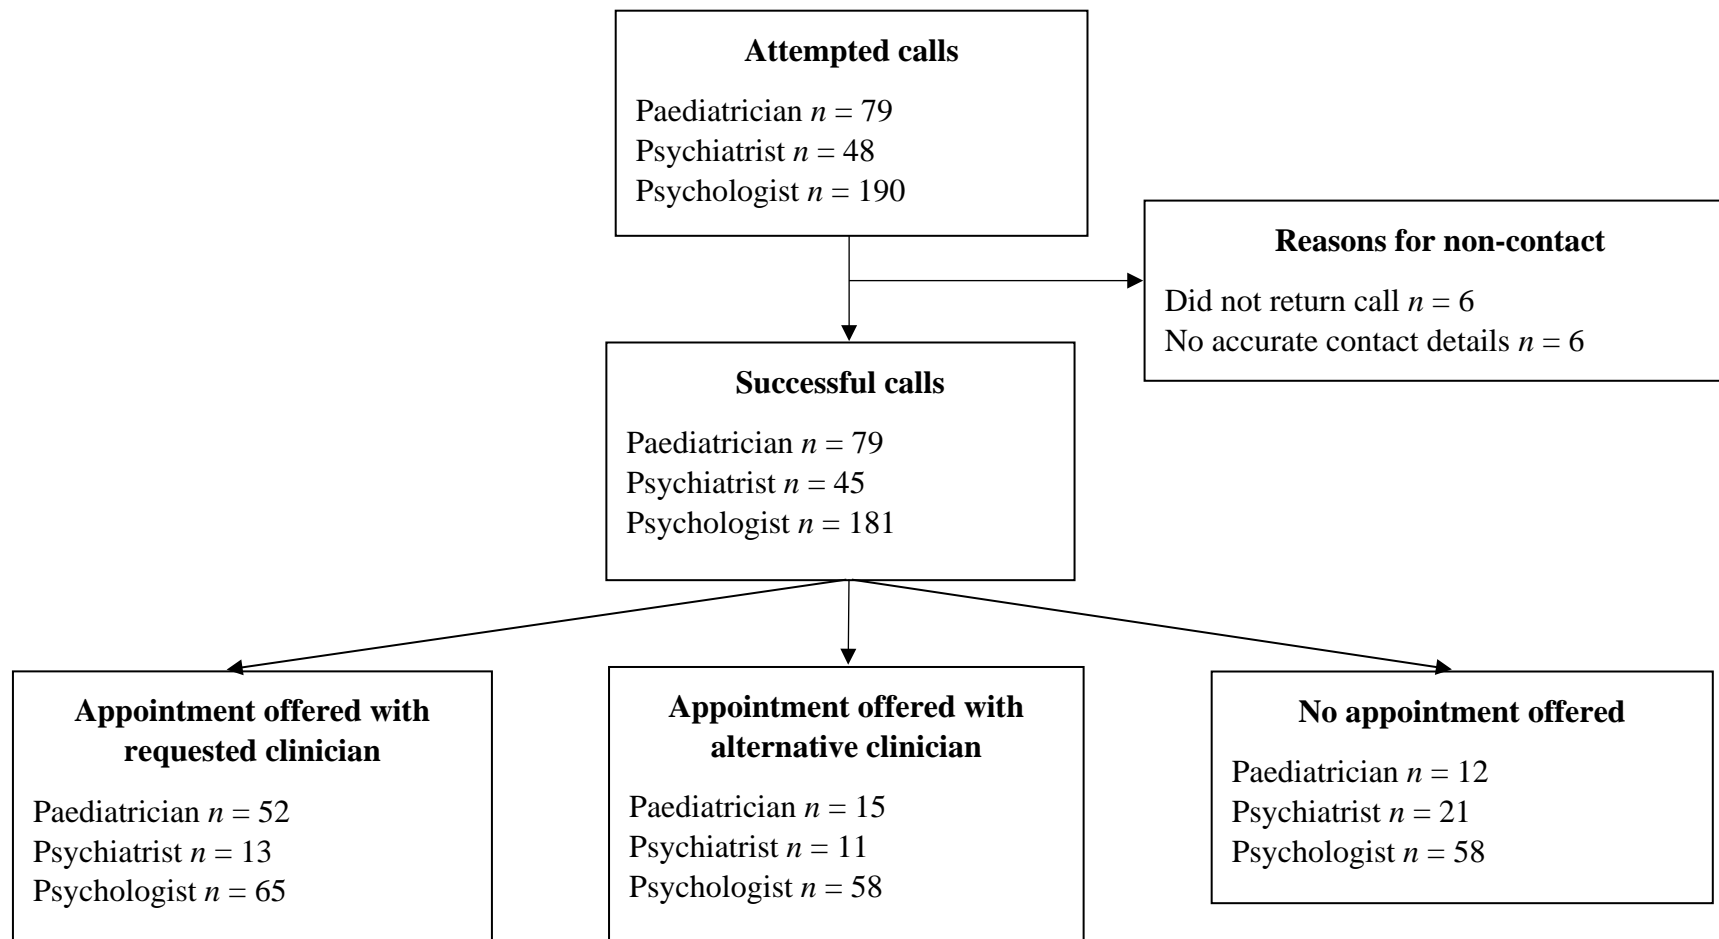 Attempted calls
Paediatrician n = 79
Psychiatrist n = 48
Psychologist n = 190
Reasons for non-contact
Did not return call n = 6
No accurate contact details n = 6
Successful calls
Paediatrician n = 79
Psychiatrist n = 45
Psychologist n = 181
Appointment offered with
requested clinician
Paediatrician n = 52
Psychiatrist n = 13
Psychologist n = 65
Appointment offered with
alternative clinician
Paediatrician n = 15
Psychiatrist n = 11
Psychologist n = 58
No appointment offered
Paediatrician n = 12
Psychiatrist n = 21
Psychologist n = 58